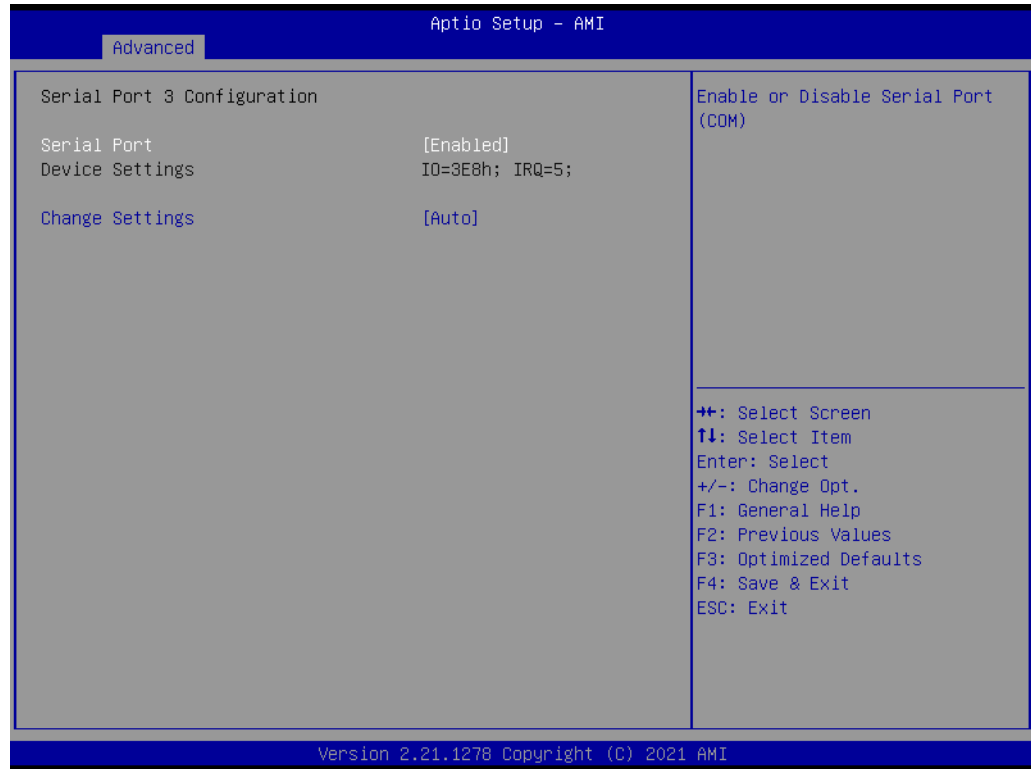 Aptio Setup – AMI
Advanced
Serial Port 3 Configuration
Serial Port [Enabled]
Device Settings IO=3E8h; IRQ=5;
Change Settings [Auto]
Enable or Disable Serial Port
(COM)
→←: Select Screen
↑↓: Select Item
Enter: Select
+/-: Change Opt.
F1: General Help
F2: Previous Values
F3: Optimized Defaults
F4: Save & Exit
ESC: Exit
Version 2.21.1278 Copyright (C) 2021 AMI